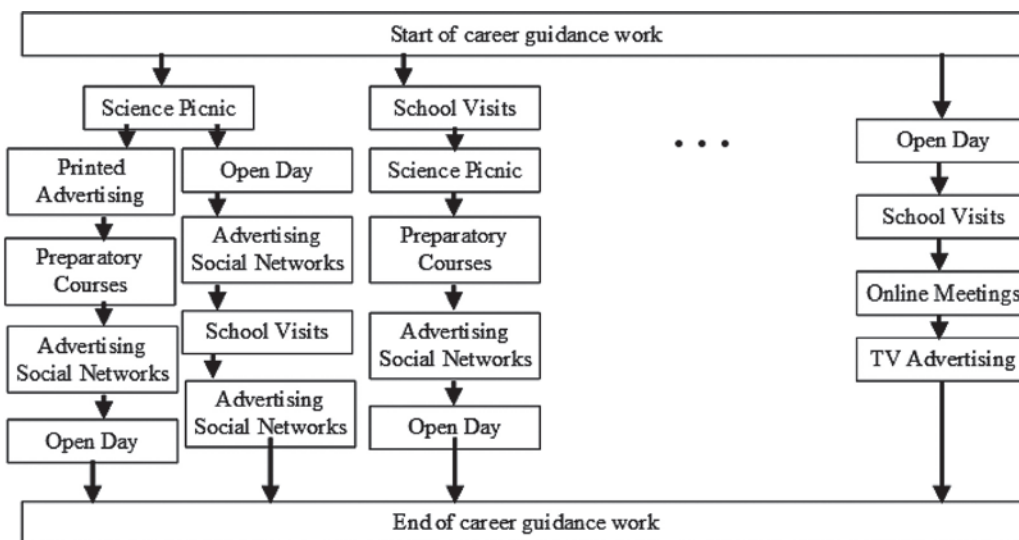 Start of career guidance work
Science Picnic
Printed
Advertising
Preparatory
Courses
Advertising
Social Networks
Open Day
Open Day
Advertising
Social Networks
School Visits
Advertising
Social Networks
School Visits
Science Picnic
Preparatory
Courses
Advertising
Social Networks
Open Day
• • •
Open Day
School Visits
Online Meetings
TV Advertising
End of career guidance work